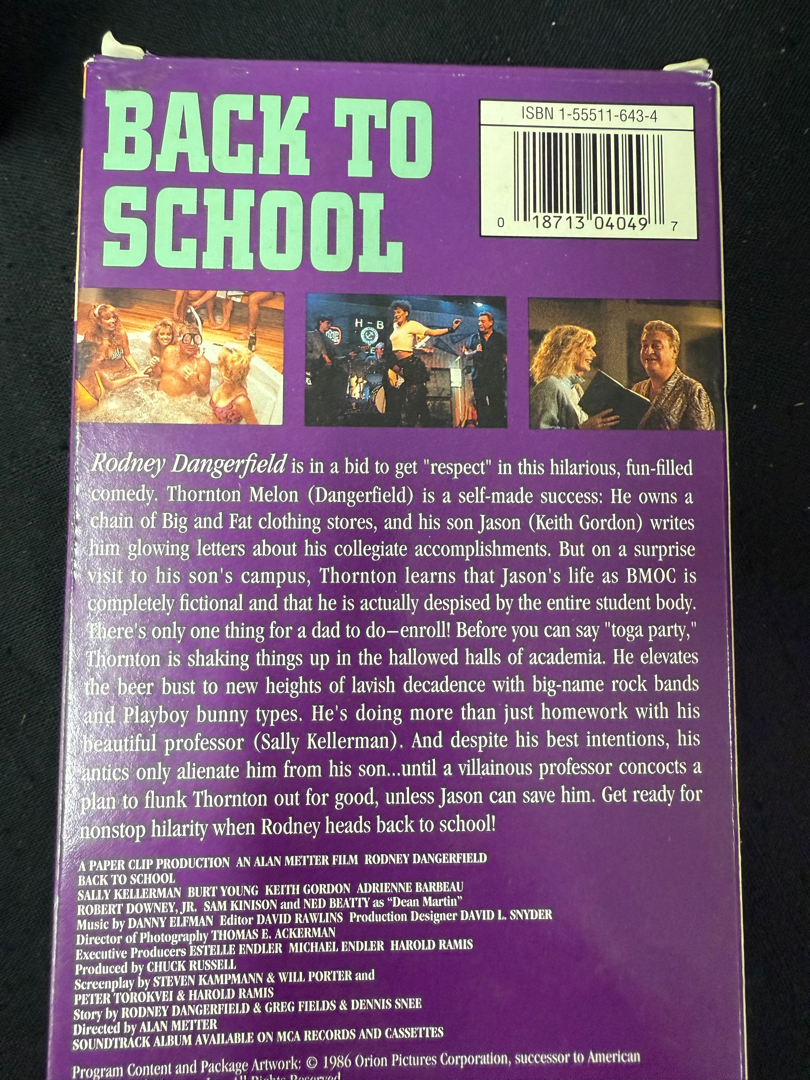 BACK TO
SCHOOL
ISBN 1-55511-643-4
0 18713 04049 7
H-B
Rodney Dangerfield is in a bid to get "respect" in this hilarious, fun-filled
comedy. Thornton Melon (Dangerfield) is a self-made success: He owns a
chain of Big and Fat clothing stores, and his son Jason (Keith Gordon) writes
him glowing letters about his collegiate accomplishments. But on a surprise
visit to his son's campus, Thornton learns that Jason's life as BMOC is
completely fictional and that he is actually despised by the entire student body.
There's only one thing for a dad to do—enroll! Before you can say "toga party,"
Thornton is shaking things up in the hallowed halls of academia. He elevates
the beer bust to new heights of lavish decadence with big-name rock bands
and Playboy bunny types. He's doing more than just homework with his
beautiful professor (Sally Kellerman). And despite his best intentions, his
antics only alienate him from his son...until a villainous professor concocts a
plan to flunk Thornton out for good, unless Jason can save him. Get ready for
nonstop hilarity when Rodney heads back to school!
A PAPER CLIP PRODUCTION AN ALAN METTER FILM RODNEY DANGERFIELD
BACK TO SCHOOL
SALLY KELLERMAN BURT YOUNG KEITH GORDON ADRIENNE BARBEAU
ROBERT DOWNEY, JR. SAM KINISON and NED BEATTY as "Dean Martin"
Music by DANNY ELFMAN Editor DAVID RAWLINS Production Designer DAVID L. SNYDER
Director of Photography THOMAS E. ACKERMAN
Executive Producers ESTELLE ENDLER MICHAEL ENDLER HAROLD RAMIS
Produced by CHUCK RUSSELL
Screenplay by STEVEN KAMPMANN & WILL PORTER and
PETER TOROKVEI & HAROLD RAMIS
Story by RODNEY DANGERFIELD & GREG FIELDS & DENNIS SNEE
Directed by ALAN METTER
SOUNDTRACK ALBUM AVAILABLE ON MCA RECORDS AND CASSETTES
Program Content and Package Artwork: © 1986 Orion Pictures Corporation, successor to American
All Rights Reserved